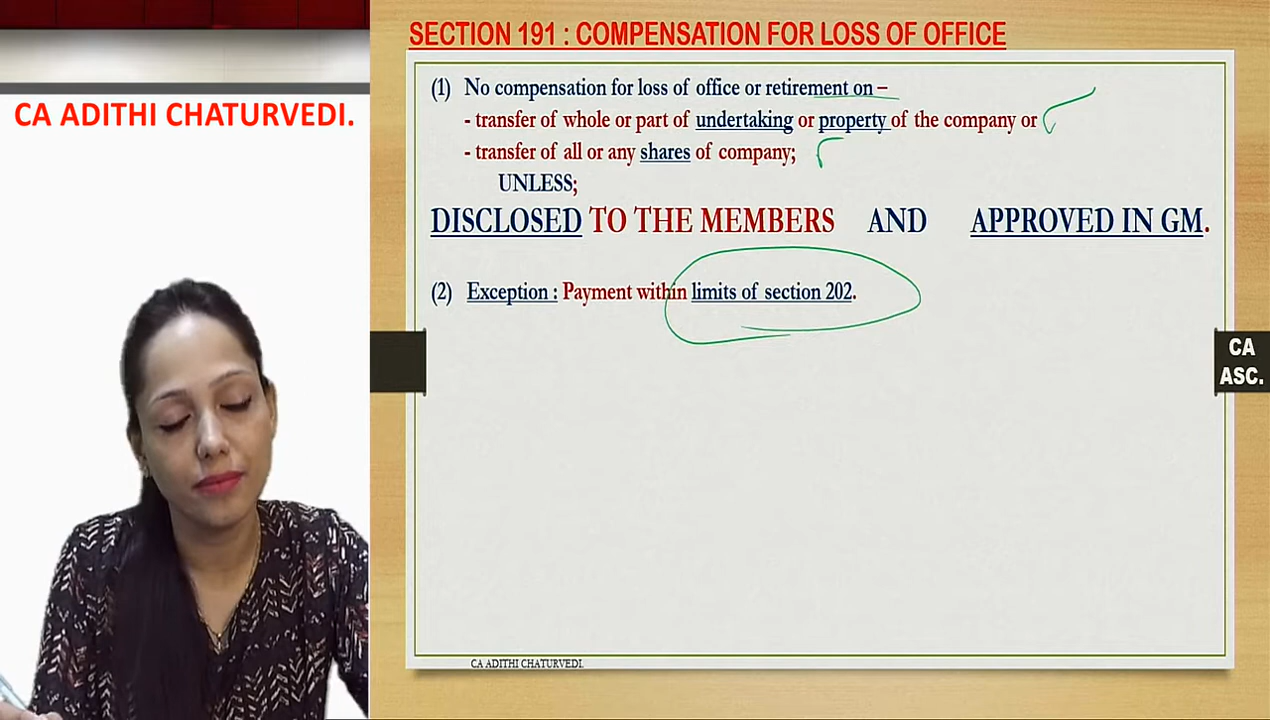 CA ADITHI CHATURVEDI.
SECTION 191 : COMPENSATION FOR LOSS OF OFFICE
(1) No compensation for loss of office or retirement on –
- transfer of whole or part of undertaking or property of the company or
- transfer of all or any shares of company;
UNLESS;
DISCLOSED TO THE MEMBERS AND APPROVED IN GM.
(2) Exception : Payment within limits of section 202.
CA
ASC.
CA ADITHI CHATURVEDI.